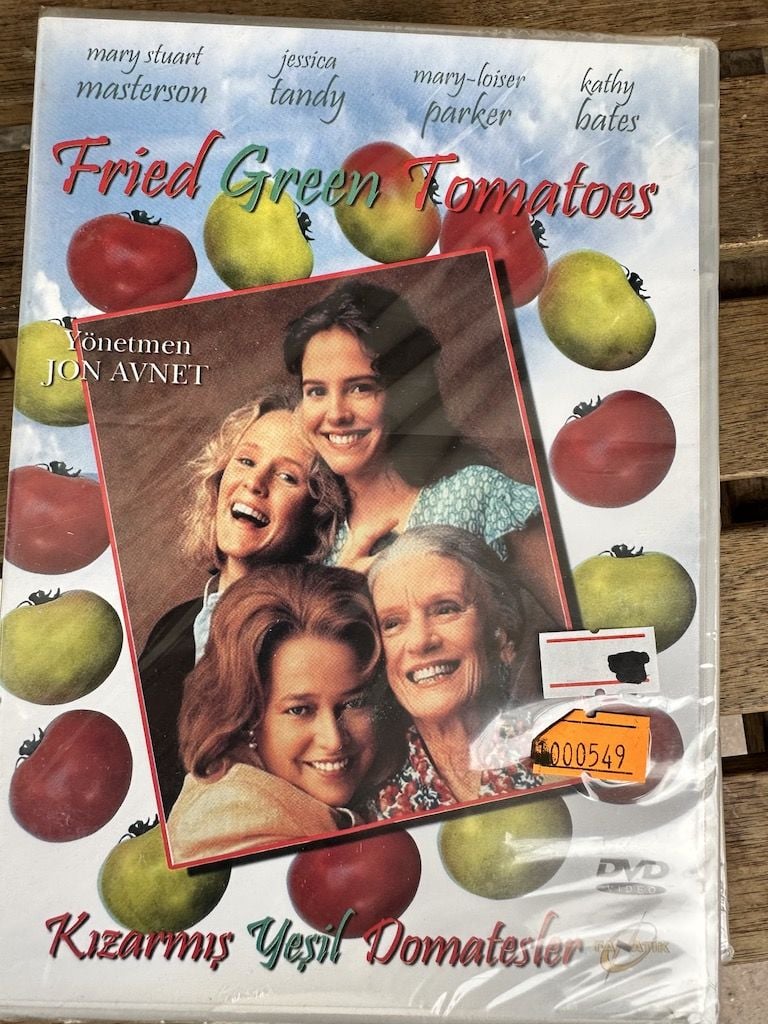 mary stuart
masterson
jessica
tandy
mary-loiser
parker
kathy
bates
Fried Green Tomatoes
Yönetmen
JON AVNET
000549
DVD
VIDEO
Kızarmış Yeşil Domatesler